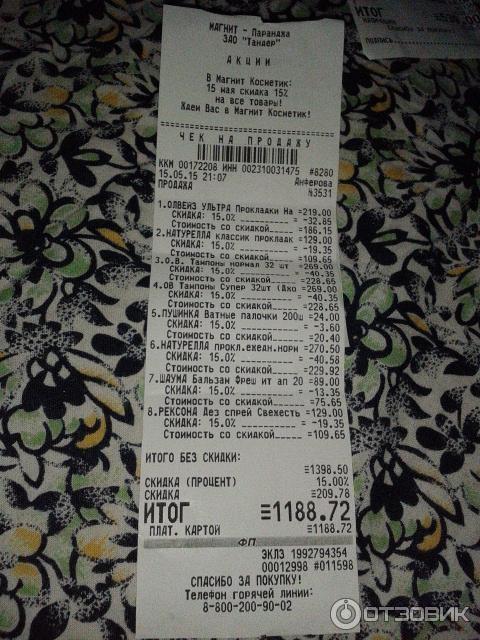 МАГНИТ - Паранджа
ЗАО "Тандер"
АКЦИИ
В Магнит Косметик:
15 мая скидка 15%
на все товары!
Ждем Вас в Магнит Косметик!
ЧЕК НА ПРОДАЖУ
ККМ 00172208 ИНН 002310031475 #8280
15.05.15 21:07 Анферова
ПРОДАЖА №3531
1.ОЛВЕЙЗ УЛЬТРА Прокладки На =219.00
СКИДКА: 15.0% = -32.85
Стоимость со скидкой =186.15
2.НАТУРЕЛЛА классик прокладк =129.00
СКИДКА: 15.0% = -19.35
Стоимость со скидкой =109.65
3.О.В. Тампоны нормал 32 шт =269.00
СКИДКА: 15.0% = -40.35
Стоимость со скидкой =228.65
4.ОВ Тампоны Супер 32шт (Джо =269.00
СКИДКА: 15.0% = -40.35
Стоимость со скидкой =228.65
5.ПУШИНКА Ватные палочки 200ш =24.00
СКИДКА: 15.0% = -3.60
Стоимость со скидкой =20.40
6.НАТУРЕЛЛА прокл.ежедн.норм =270.50
СКИДКА: 15.0% = -40.58
Стоимость со скидкой =229.92
7.ШАУМА Бальзам Фреш ит ап 20 =89.00
СКИДКА: 15.0% = -13.35
Стоимость со скидкой =75.65
8.РЕКСОНА Дез спрей Свежесть =129.00
СКИДКА: 15.0% = -19.35
Стоимость со скидкой =109.65
ИТОГО БЕЗ СКИДКИ:
≡1398.50
СКИДКА (ПРОЦЕНТ) 15.00%
СКИДКА ≡209.78
ИТОГ ≡1188.72
ПЛАТ. КАРТОЙ ≡1188.72
ФП
ЭКЛЗ 1992794354
00012998 #011598
СПАСИБО ЗА ПОКУПКУ!
Телефон горячей линии:
8-800-200-90-02
ИТОГ
НАЛИЧНЫМИ
СПАСИБО ЗА
ПОДПИСЬ
ОТЗОВИК